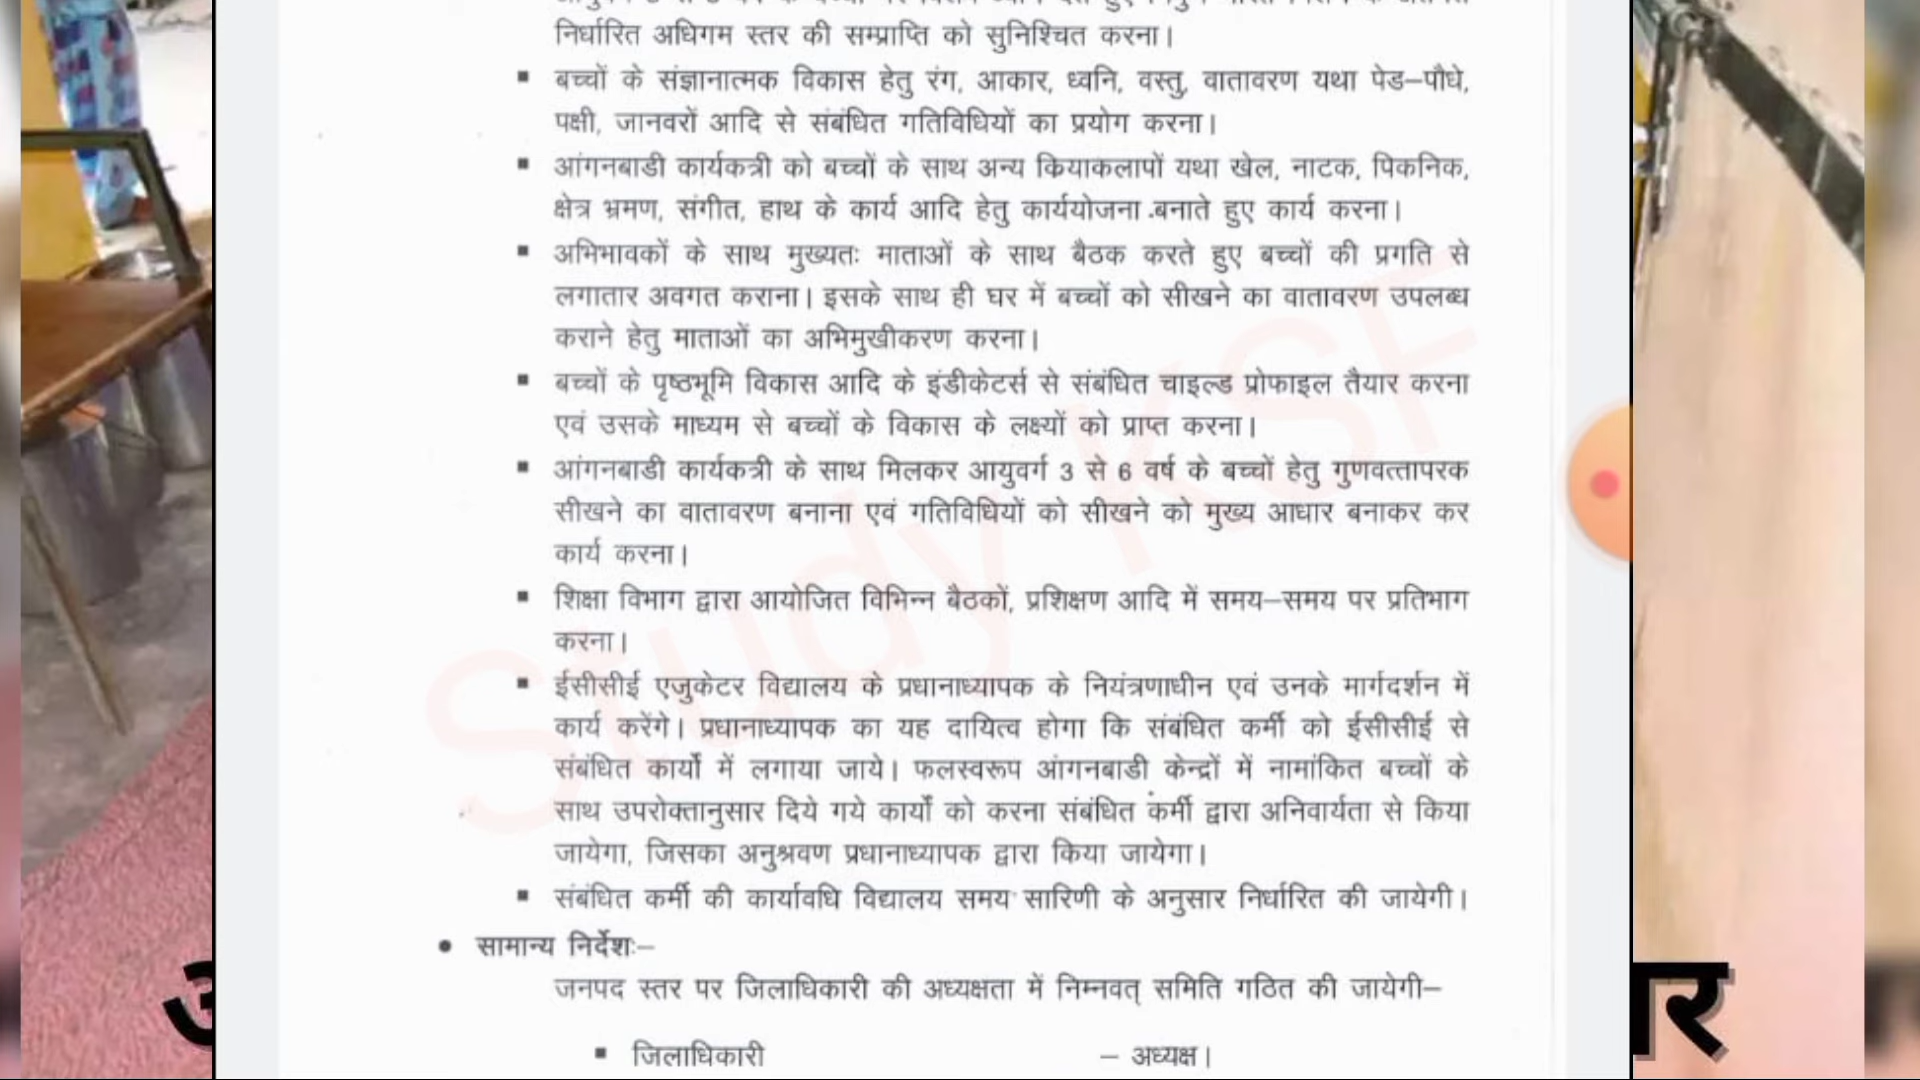 निर्धारित अधिगम स्तर की सम्प्राप्ति को सुनिश्चित करना।
▪ बच्चों के संज्ञानात्मक विकास हेतु रंग, आकार, ध्वनि, वस्तु, वातावरण यथा पेड–पौधे,
पक्षी, जानवरों आदि से संबंधित गतिविधियों का प्रयोग करना।
▪ आंगनबाडी कार्यकत्री को बच्चों के साथ अन्य कियाकलापों यथा खेल, नाटक, पिकनिक,
क्षेत्र भ्रमण, संगीत, हाथ के कार्य आदि हेतु कार्ययोजना बनाते हुए कार्य करना।
▪ अभिभावकों के साथ मुख्यतः माताओं के साथ बैठक करते हुए बच्चों की प्रगति से
लगातार अवगत कराना। इसके साथ ही घर में बच्चों को सीखने का वातावरण उपलब्ध
कराने हेतु माताओं का अभिमुखीकरण करना।
▪ बच्चों के पृष्ठभूमि विकास आदि के इंडीकेटर्स से संबंधित चाइल्ड प्रोफाइल तैयार करना
एवं उसके माध्यम से बच्चों के विकास के लक्ष्यों को प्राप्त करना।
▪ आंगनबाडी कार्यकत्री के साथ मिलकर आयुवर्ग 3 से 6 वर्ष के बच्चों हेतु गुणवत्तापरक
सीखने का वातावरण बनाना एवं गतिविधियों को सीखने को मुख्य आधार बनाकर कर
कार्य करना।
▪ शिक्षा विभाग द्वारा आयोजित विभिन्न बैठकों, प्रशिक्षण आदि में समय–समय पर प्रतिभाग
करना।
▪ ईसीसीई एजुकेटर विद्यालय के प्रधानाध्यापक के नियंत्रणाधीन एवं उनके मार्गदर्शन में
कार्य करेंगे। प्रधानाध्यापक का यह दायित्व होगा कि संबंधित कर्मी को ईसीसीई से
संबंधित कार्यों में लगाया जाये। फलस्वरूप आंगनबाडी केन्द्रों में नामांकित बच्चों के
साथ उपरोक्तानुसार दिये गये कार्यों को करना संबंधित कर्मी द्वारा अनिवार्यता से किया
जायेगा, जिसका अनुश्रवण प्रधानाध्यापक द्वारा किया जायेगा।
▪ संबंधित कर्मी की कार्यावधि विद्यालय समय सारिणी के अनुसार निर्धारित की जायेगी।
● सामान्य निर्देशः–
जनपद स्तर पर जिलाधिकारी की अध्यक्षता में निम्नवत् समिति गठित की जायेगी–
▪ जिलाधिकारी – अध्यक्ष।
Study KSF